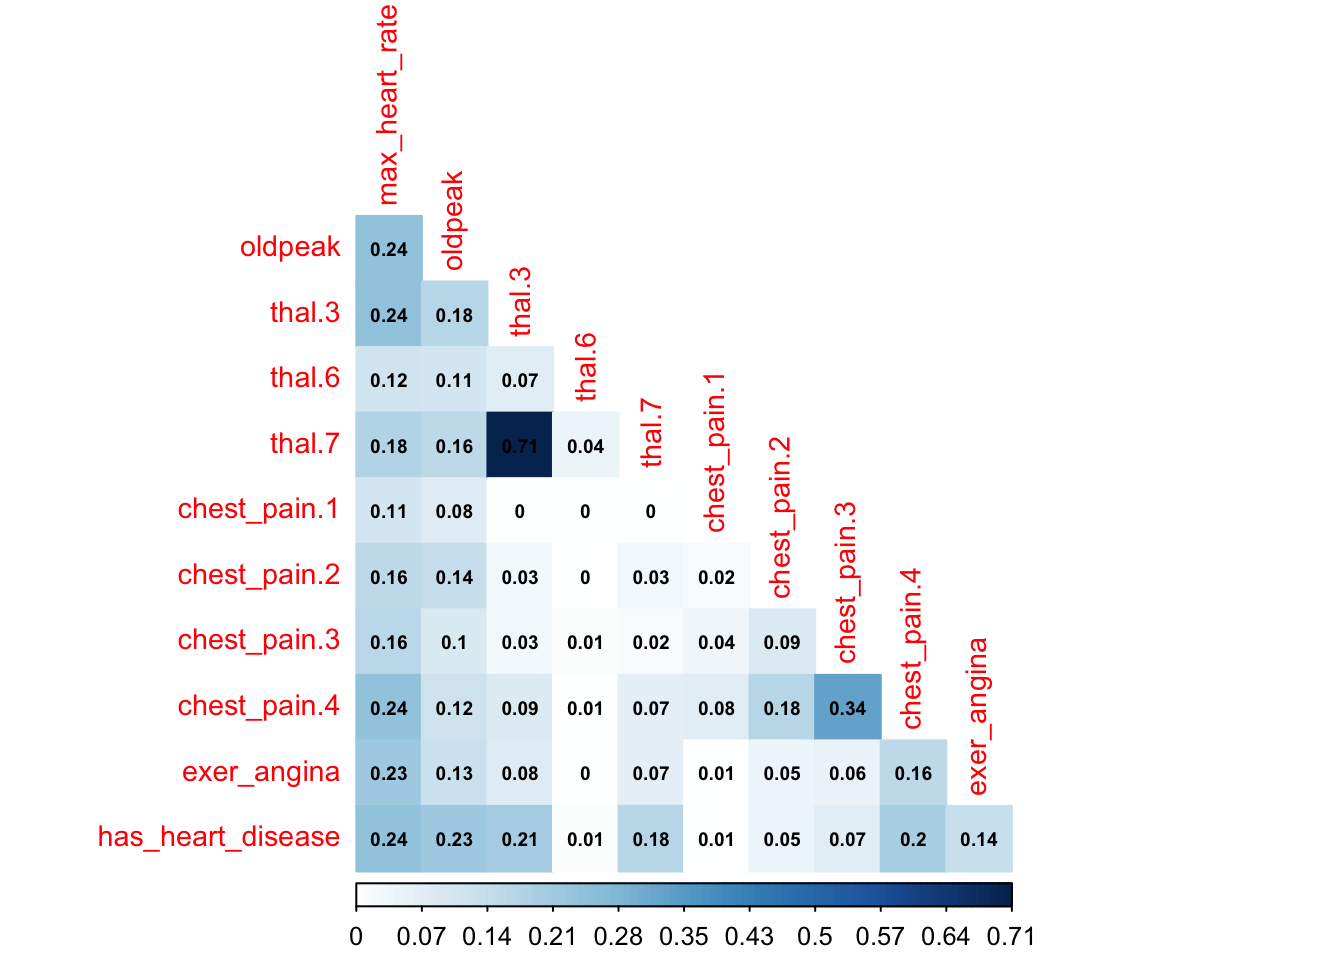 max_heart_rate
oldpeak 0.24 oldpeak
thal.3 0.24 0.18 thal.3
thal.6 0.12 0.11 0.07 thal.6
thal.7 0.18 0.16 0.71 0.04 thal.7
chest_pain.1 0.11 0.08 0 0 0 chest_pain.1
chest_pain.2 0.16 0.14 0.03 0 0.03 0.02 chest_pain.2
chest_pain.3 0.16 0.1 0.03 0.01 0.02 0.04 0.09 chest_pain.3
chest_pain.4 0.24 0.12 0.09 0.01 0.07 0.08 0.18 0.34 chest_pain.4
exer_angina 0.23 0.13 0.08 0 0.07 0.01 0.05 0.06 0.16 exer_angina
has_heart_disease 0.24 0.23 0.21 0.01 0.18 0.01 0.05 0.07 0.2 0.14
0 0.07 0.14 0.21 0.28 0.35 0.43 0.5 0.57 0.64 0.71